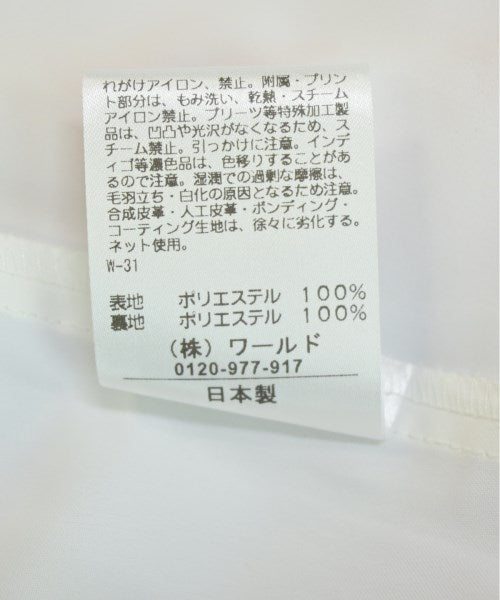 れがけアイロン、禁止。附属・プリン
ト部分は、もみ洗い、乾熱・スチーム
アイロン禁止。プリーツ等特殊加工製
品は、凹凸や光沢がなくなるため、ス
チーム禁止。引っかけに注意。インデ
ィゴ等濃色品は、色移りすることがあ
るので注意。湿潤での過剰な摩擦は、
毛羽立ち・白化の原因となるため注意。
合成皮革・人工皮革・ボンディング・
コーティング生地は、徐々に劣化する。
ネット使用。
W-31
表地 ポリエステル 100%
裏地 ポリエステル 100%
（株）ワールド
0120-977-917
日本製